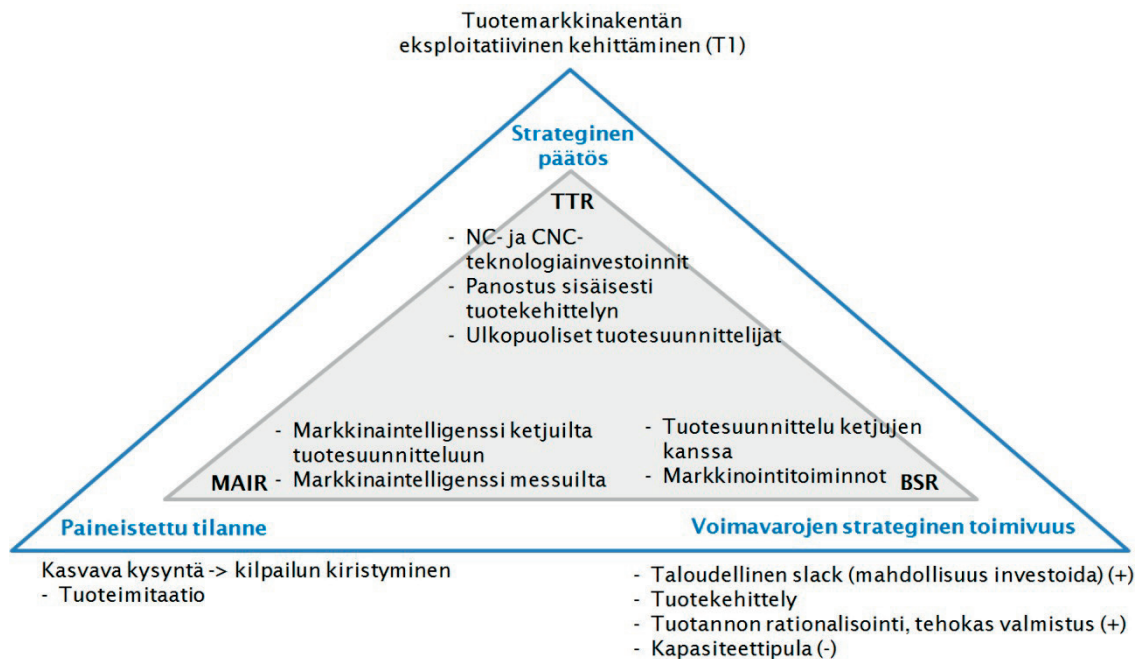 Tuotemarkkinakentän
eksploitatiivinen kehittäminen (T1)
Strateginen
päätös
TTR
- NC- ja CNC-
teknologiainvestoinnit
- Panostus sisäisesti
tuotekehittelyn
- Ulkopuoliset tuotesuunnittelijat
- Markkinaintelligenssi ketjuilta
tuotesuunnitteluun
- Markkinaintelligenssi messuilta
MAIR
- Tuotesuunnittelu ketjujen
kanssa
- Markkinointitoiminnot
BSR
Paineistettu tilanne
Voimavarojen strateginen toimivuus
Kasvava kysyntä -> kilpailun kiristyminen
- Tuoteimitaatio
- Taloudellinen slack (mahdollisuus investoida) (+)
- Tuotekehittely
- Tuotannon rationalisointi, tehokas valmistus (+)
- Kapasiteettipula (-)